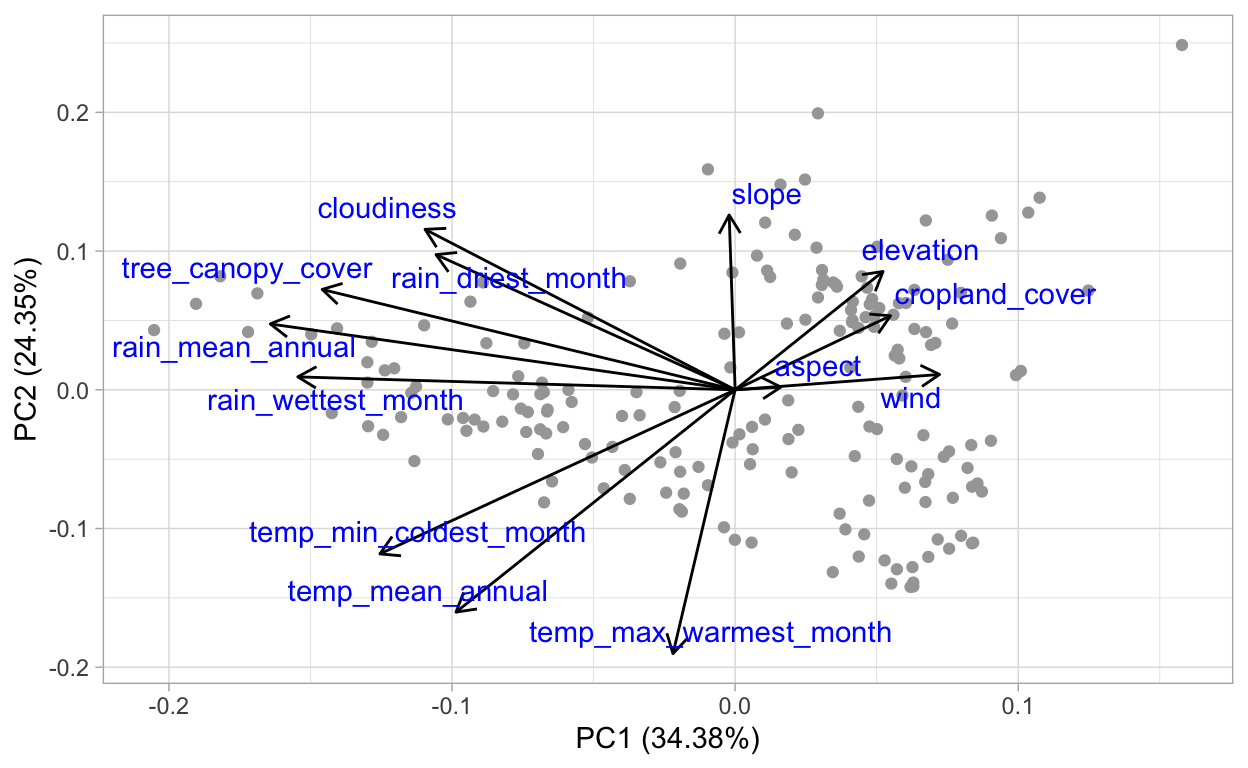 0.2
slope
cloudiness
elevation
0.1
tree_canopy_cover
rain_driest_month
cropland_cover
rain_mean_annual
aspect
0.0
wind
rain_wettest_month
PC2 (24.35%)
-0.1
temp_min_coldest_month
temp_mean_annual
temp_max_warmest_month
-0.2
-0.2 -0.1 0.0 0.1
PC1 (34.38%)